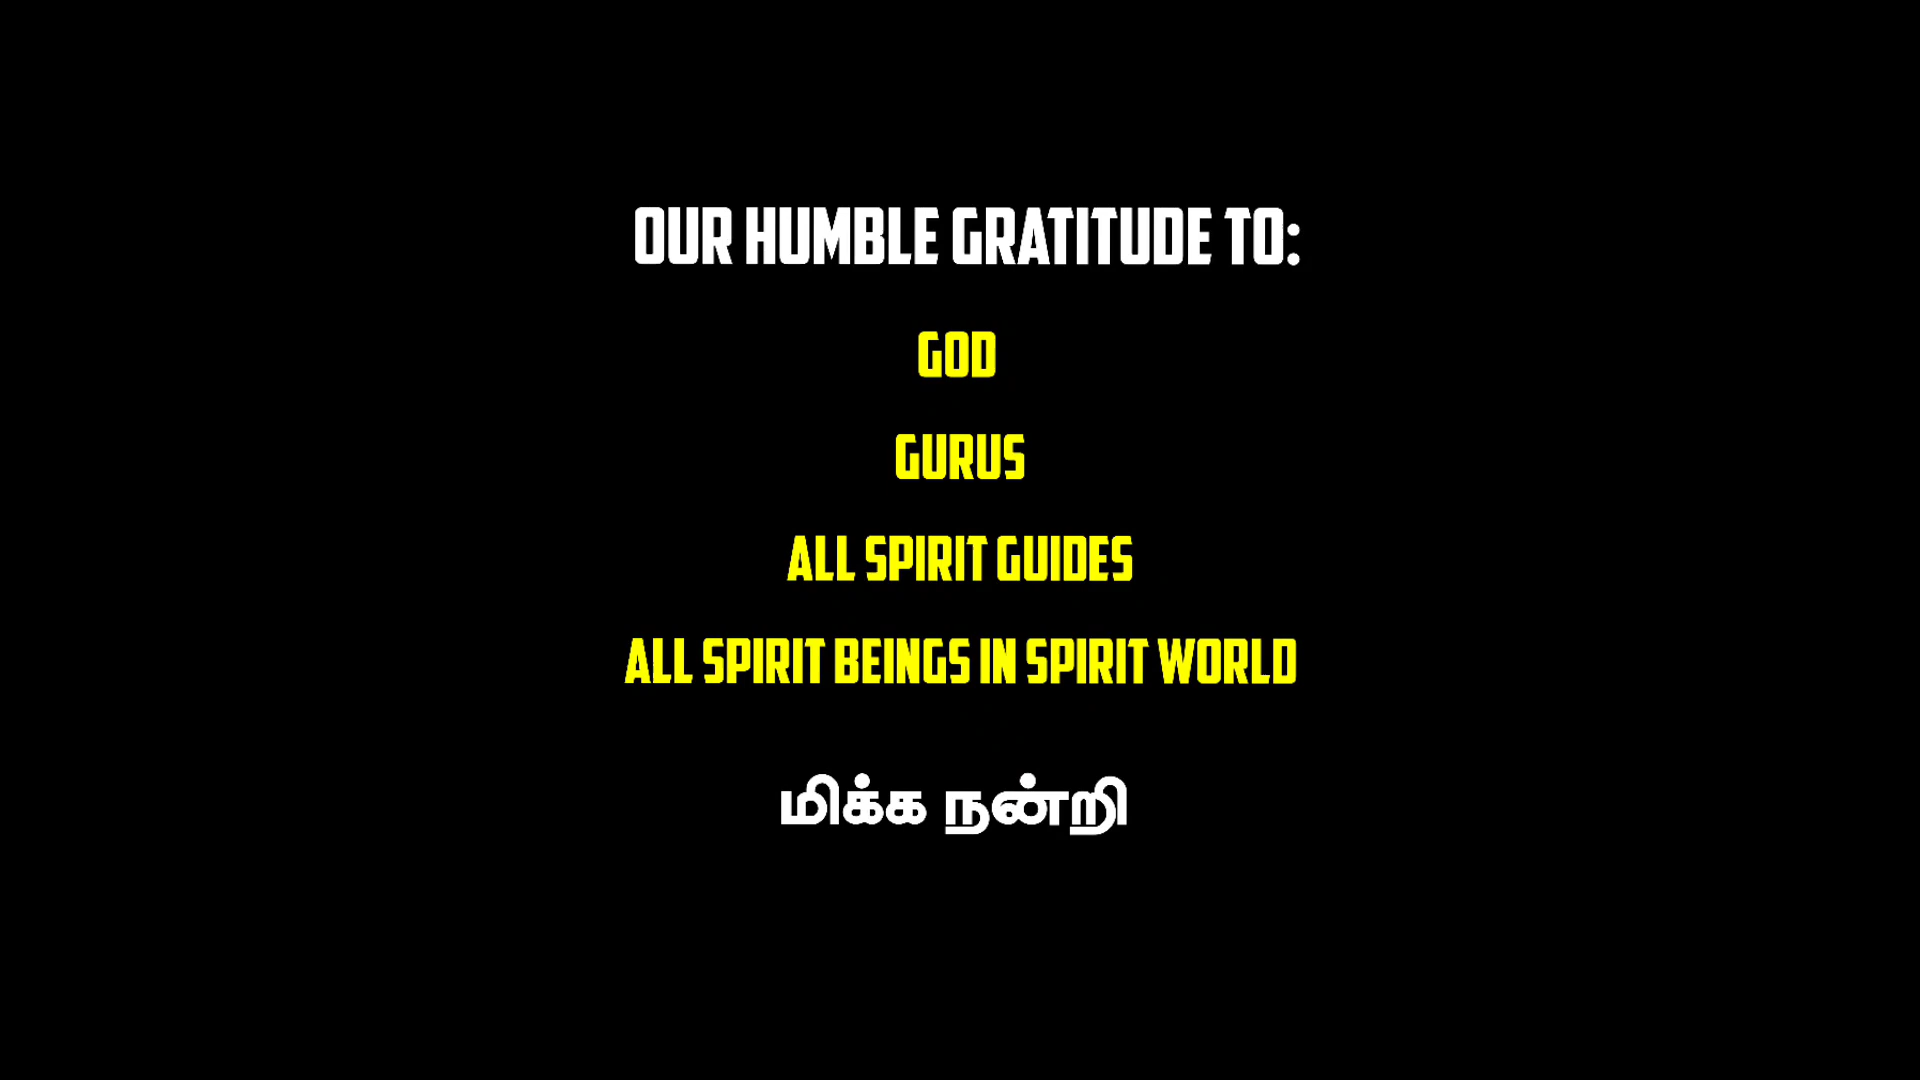 OUR HUMBLE GRATITUDE TO:
GOD
GURUS
ALL SPIRIT GUIDES
ALL SPIRIT BEINGS IN SPIRIT WORLD
மிக்க நன்றி